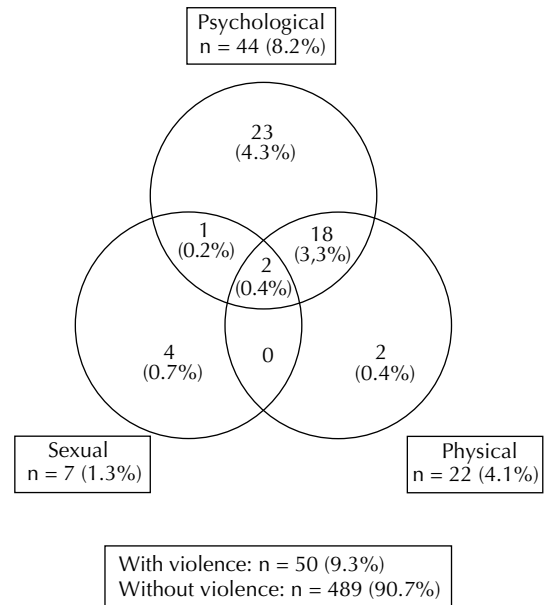 Psychological
n = 44 (8.2%)
23
(4.3%)
1
(0.2%)
18
(3,3%)
2
(0.4%)
4
(0.7%)
0
2
(0.4%)
Sexual
n = 7 (1.3%)
Physical
n = 22 (4.1%)
With violence: n = 50 (9.3%)
Without violence: n = 489 (90.7%)